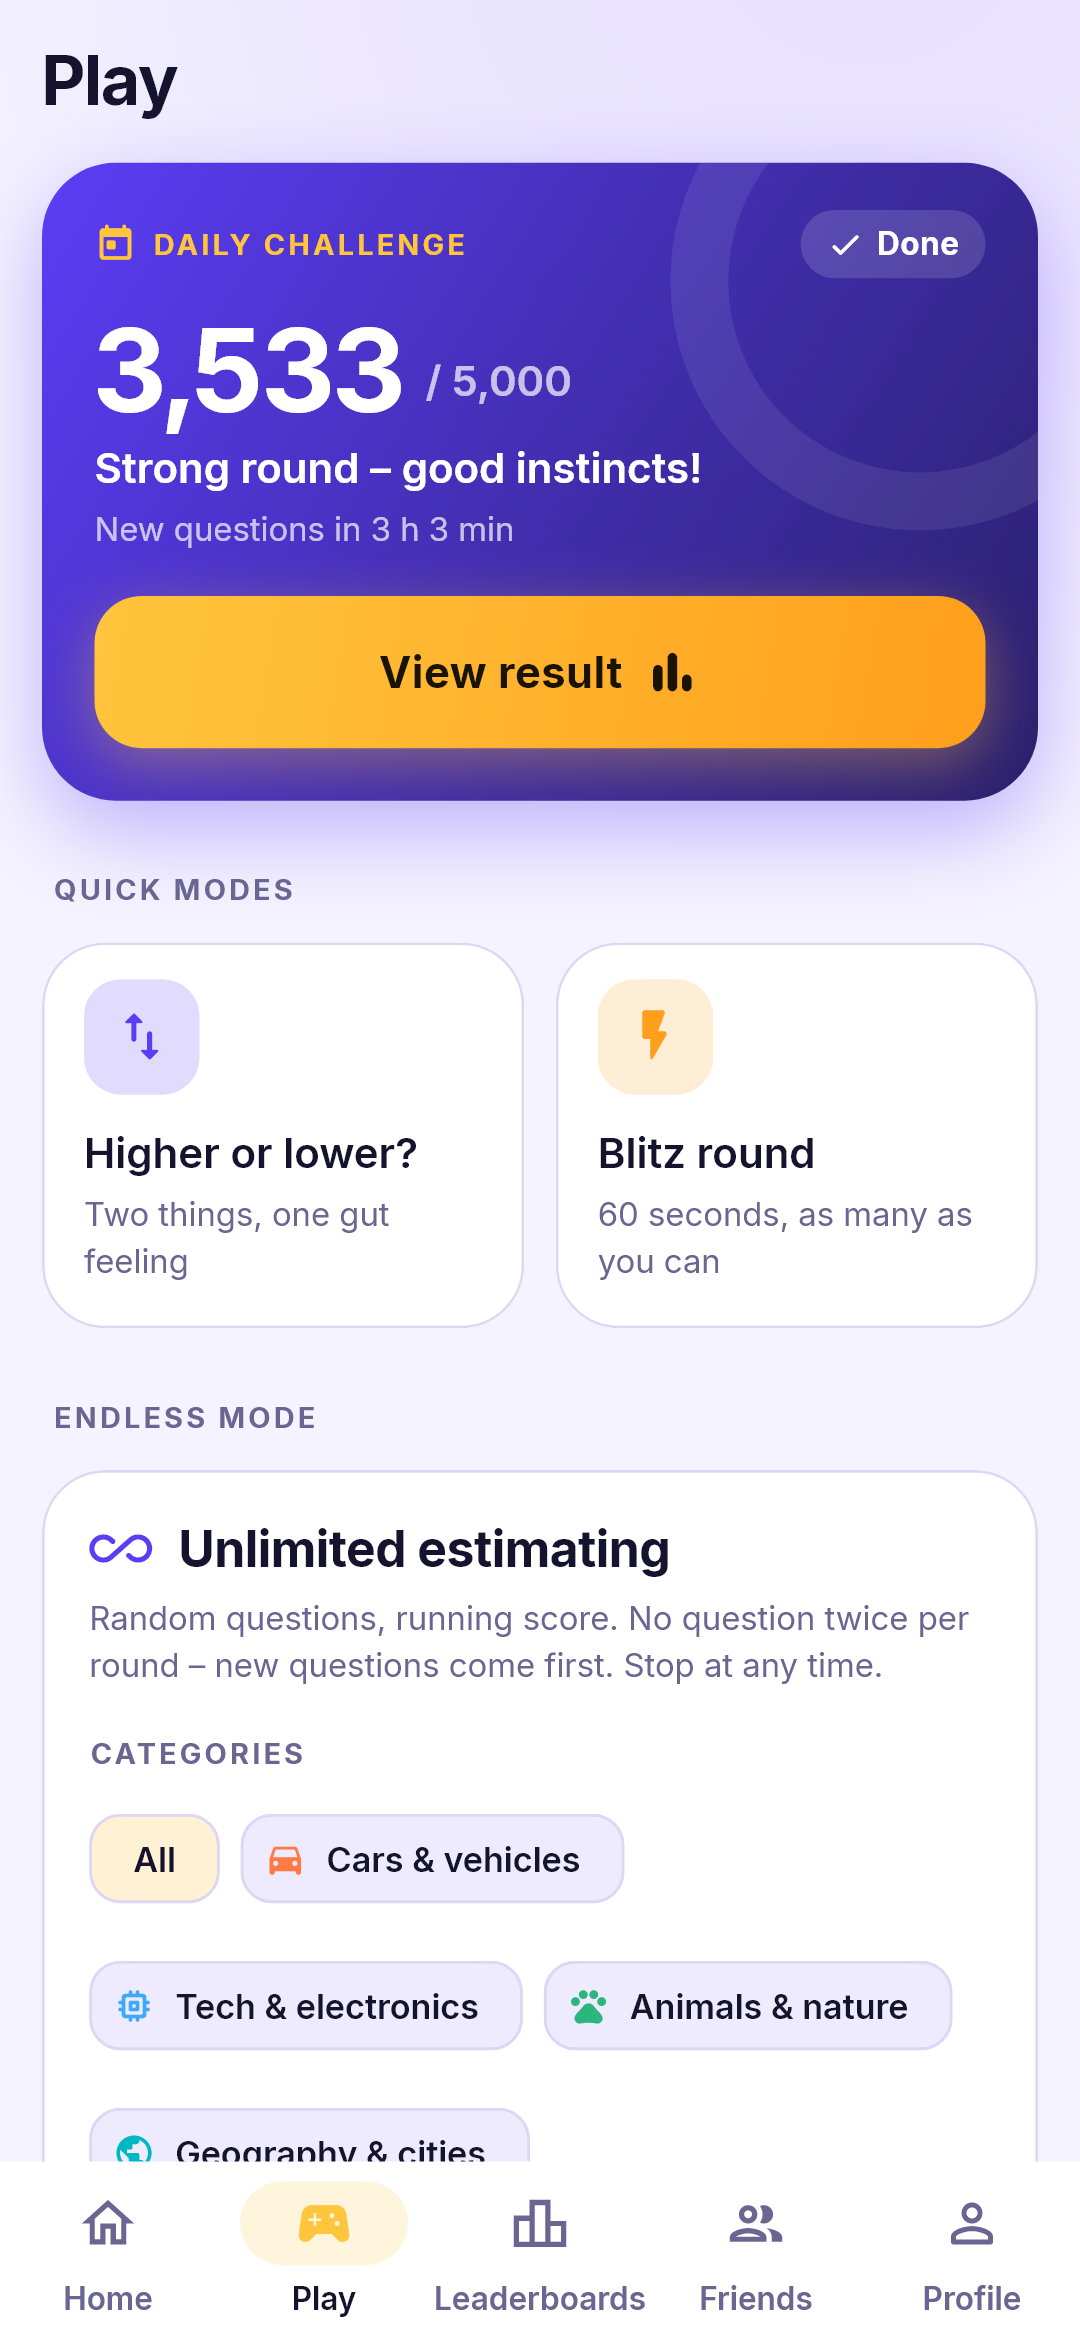 Play
DAILY CHALLENGE
Done
3,533 / 5,000
Strong round – good instincts!
New questions in 3 h 3 min
View result
QUICK MODES
Higher or lower?
Two things, one gut
feeling
Blitz round
60 seconds, as many as
you can
ENDLESS MODE
Unlimited estimating
Random questions, running score. No question twice per
round – new questions come first. Stop at any time.
CATEGORIES
All
Cars & vehicles
Tech & electronics
Animals & nature
Geography & cities
Home
Play
Leaderboards
Friends
Profile